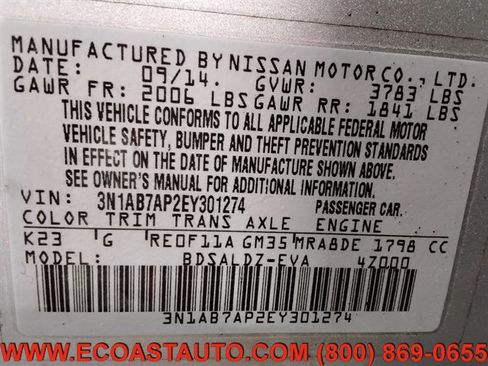 MANUFACTURED BY NISSAN MOTOR CO., LTD.
DATE: 09/14. GVWR: 3783 LBS
GAWR FR: 2006 LBS GAWR RR: 1841 LBS
THIS VEHICLE CONFORMS TO ALL APPLICABLE FEDERAL MOTOR
VEHICLE SAFETY, BUMPER AND THEFT PREVENTION STANDARDS
IN EFFECT ON THE DATE OF MANUFACTURE SHOWN ABOVE.
SEE OWNER'S MANUAL FOR ADDITIONAL INFORMATION.
VIN: 3N1AB7AP2EY301274 PASSENGER CAR.
COLOR TRIM TRANS AXLE ENGINE
K23 G RE0F11A GM35 MRA8DE 1798 CC
MODEL: BDSALDZ-EVA 4Z000
3N1AB7AP2EY301274
WWW.ECOASTAUTO.COM (800) 869-0655